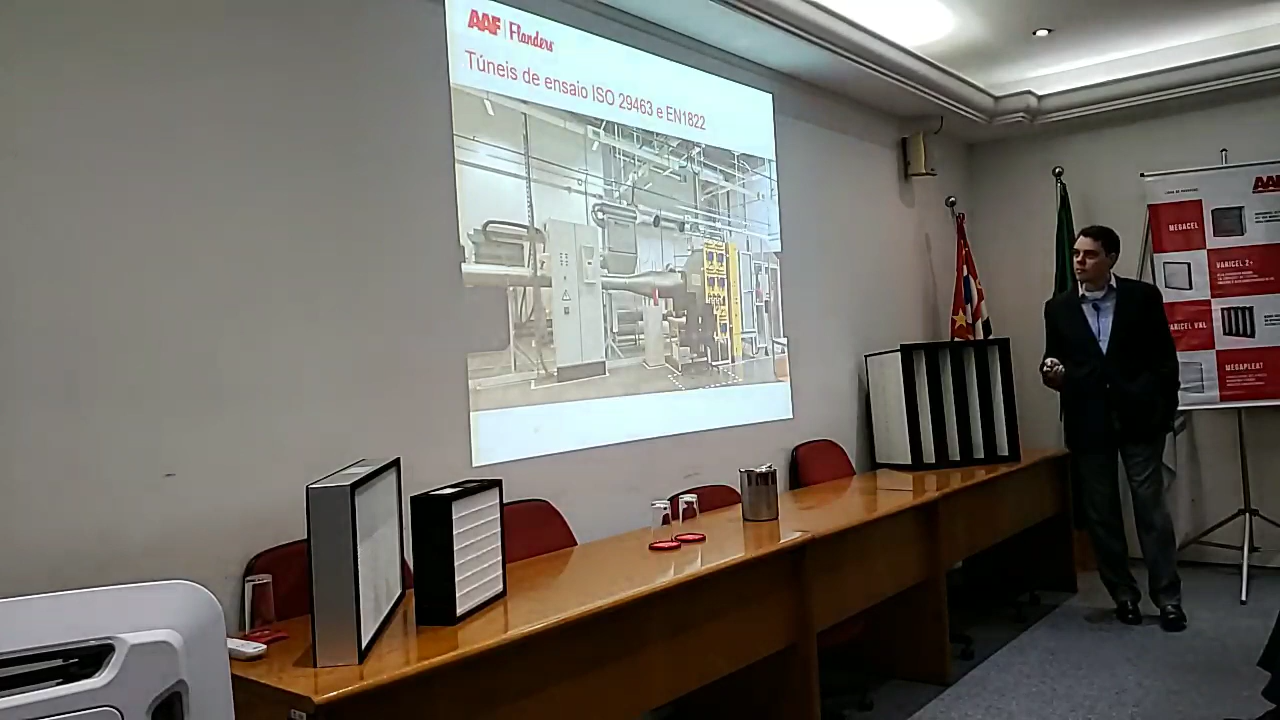 AAF Flanders
Túneis de ensaio ISO 29463 e EN1822
AAF
MEGACEL
VARICEL 2+
VARICEL VXL
MEGAPLEAT